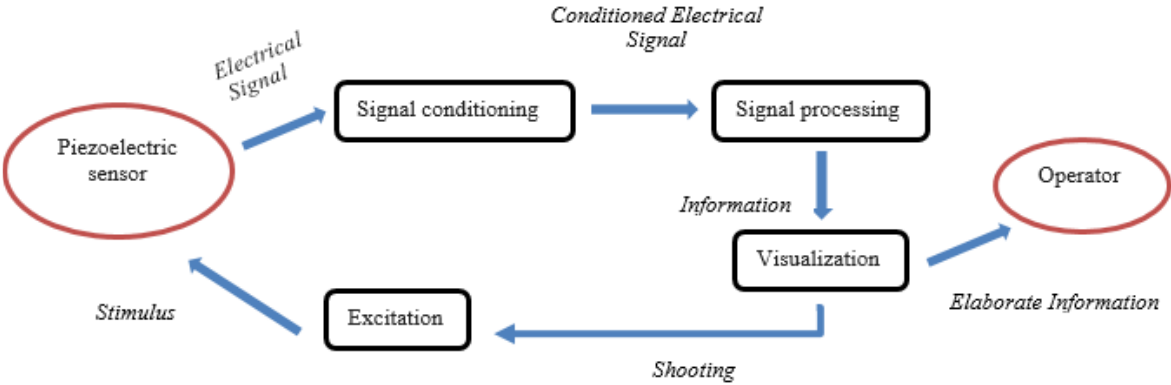 Conditioned Electrical
Signal
Electrical
Signal
Signal conditioning
Signal processing
Piezoelectric
sensor
Operator
Information
Visualization
Elaborate Information
Stimulus
Excitation
Shooting